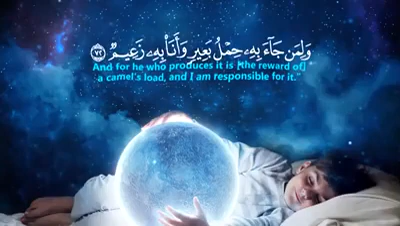 وَلِمَن جَآءَ بِهِۦ حِمْلُ بَعِيرٍ وَأَنَا۠ بِهِۦ زَعِيمٌ ٧٢
And for he who produces it is [the reward of]
a camel's load, and I am responsible for it."